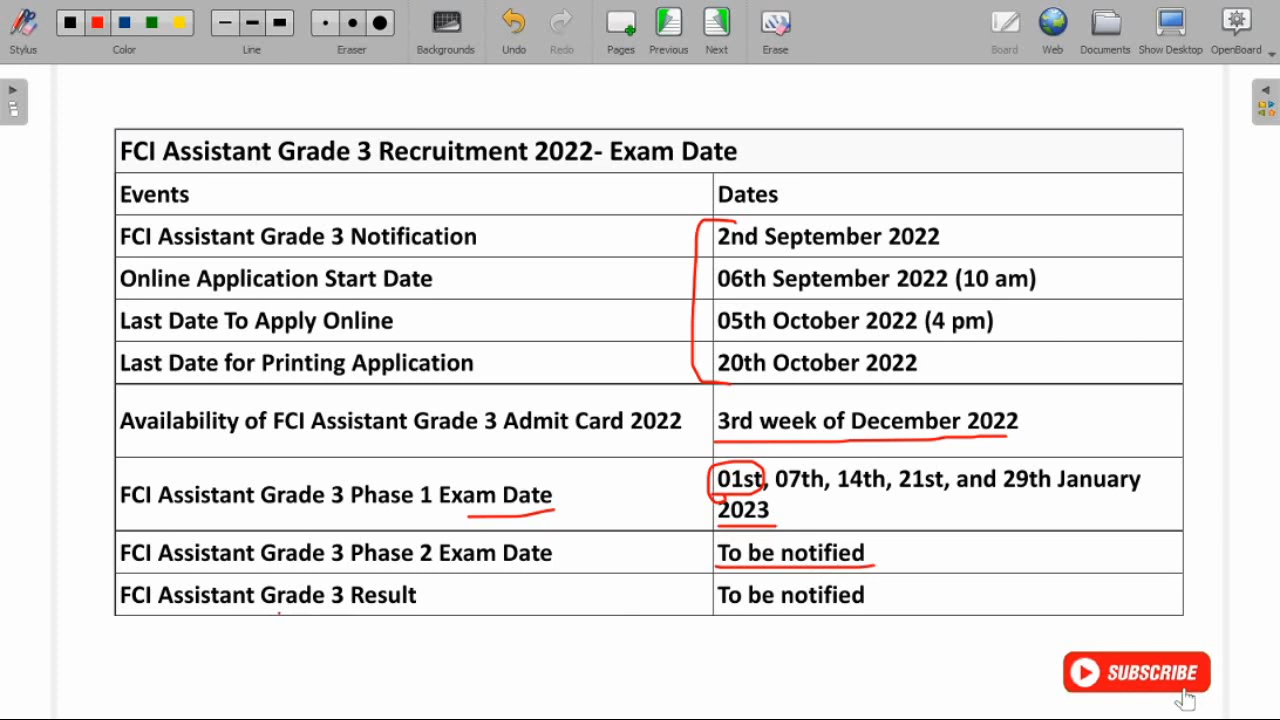 Stylus
Color
Line
Eraser
Backgrounds
Undo
Redo
Pages
Previous
Next
Erase
Board
Web
Documents
Show Desktop
OpenBoard
FCI Assistant Grade 3 Recruitment 2022- Exam Date
Events
Dates
FCI Assistant Grade 3 Notification
2nd September 2022
Online Application Start Date
06th September 2022 (10 am)
Last Date To Apply Online
05th October 2022 (4 pm)
Last Date for Printing Application
20th October 2022
Availability of FCI Assistant Grade 3 Admit Card 2022
3rd week of December 2022
FCI Assistant Grade 3 Phase 1 Exam Date
01st, 07th, 14th, 21st, and 29th January
2023
FCI Assistant Grade 3 Phase 2 Exam Date
To be notified
FCI Assistant Grade 3 Result
To be notified
SUBSCRIBE